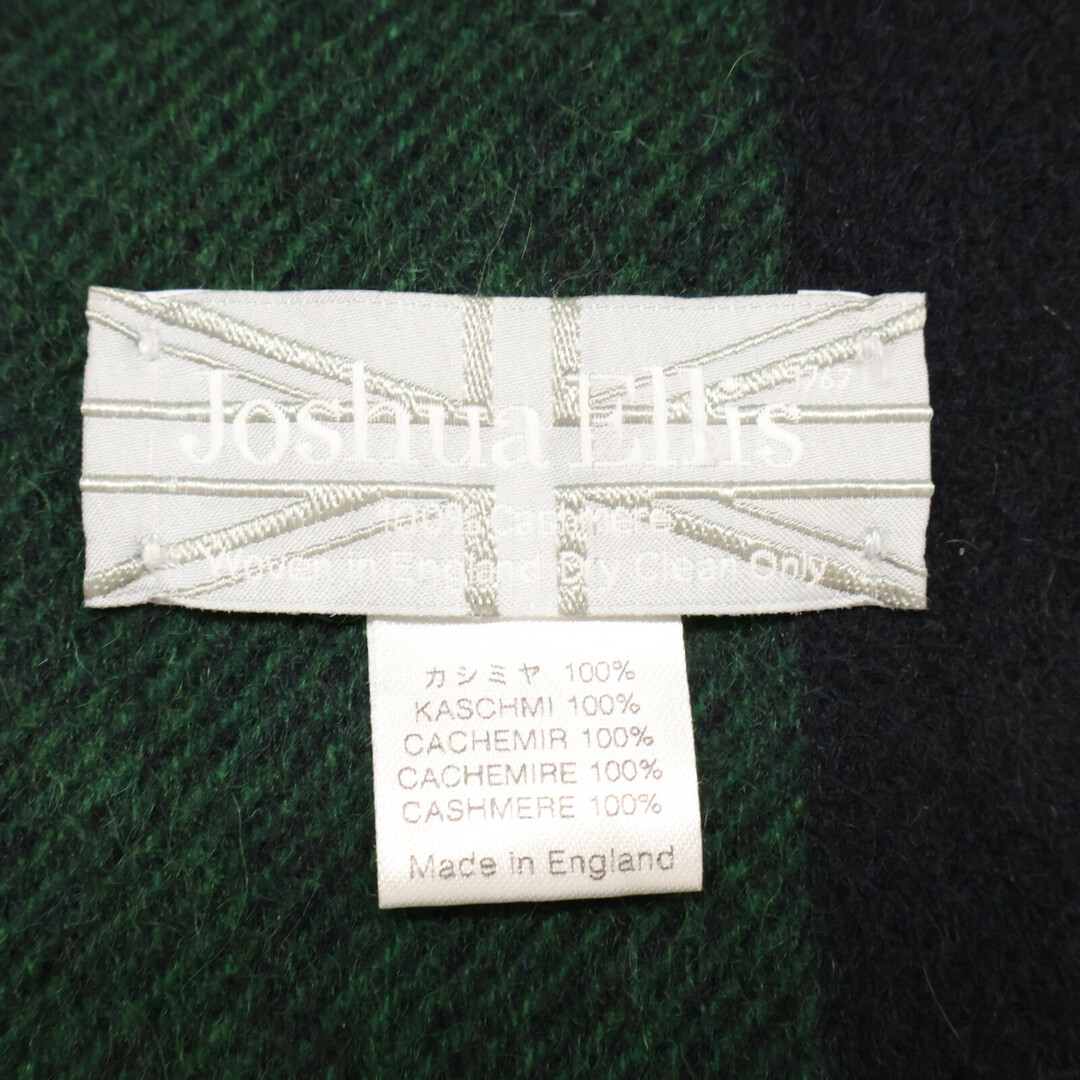 Joshua Ellis 1767
100% Cashmere
Woven in England Dry Clean Only
カシミヤ 100%
KASCHMI 100%
CACHEMIR 100%
CACHEMIRE 100%
CASHMERE 100%
Made in England